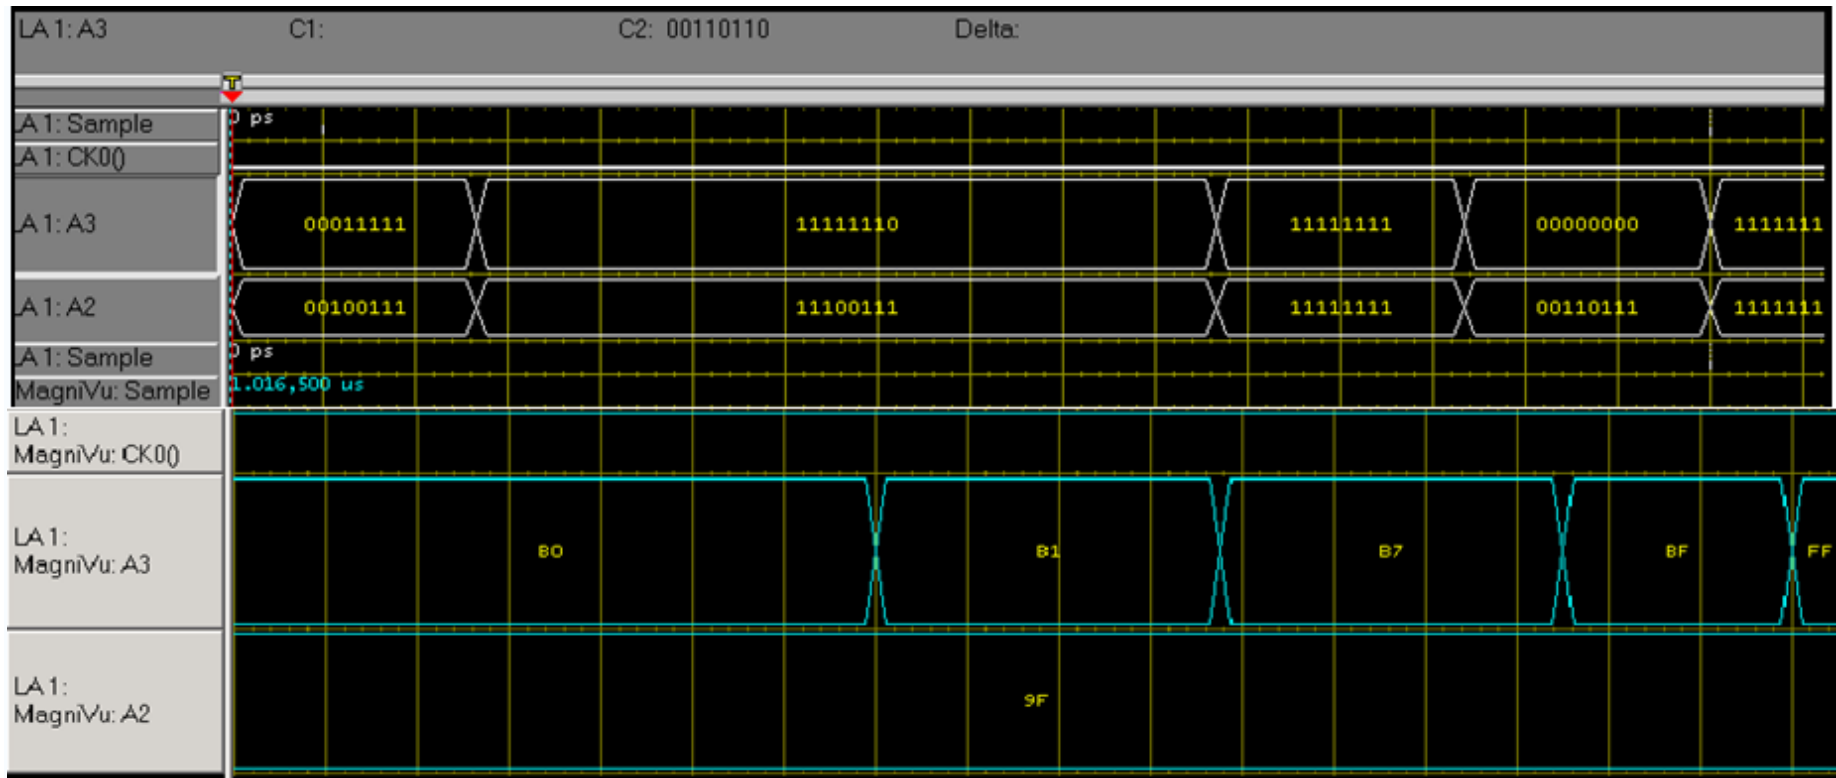 LA 1: A3 C1: C2: 00110110 Delta:
T
LA 1: Sample 0 ps
LA 1: CK0()
LA 1: A3 00011111 11111110 11111111 00000000 1111111
LA 1: A2 00100111 11100111 11111111 00110111 1111111
LA 1: Sample 0 ps
MagniVu: Sample 1.016,500 us
LA 1:
MagniVu: CK0()
LA 1:
MagniVu: A3 B0 B1 B7 BF FF
LA 1:
MagniVu: A2 9F